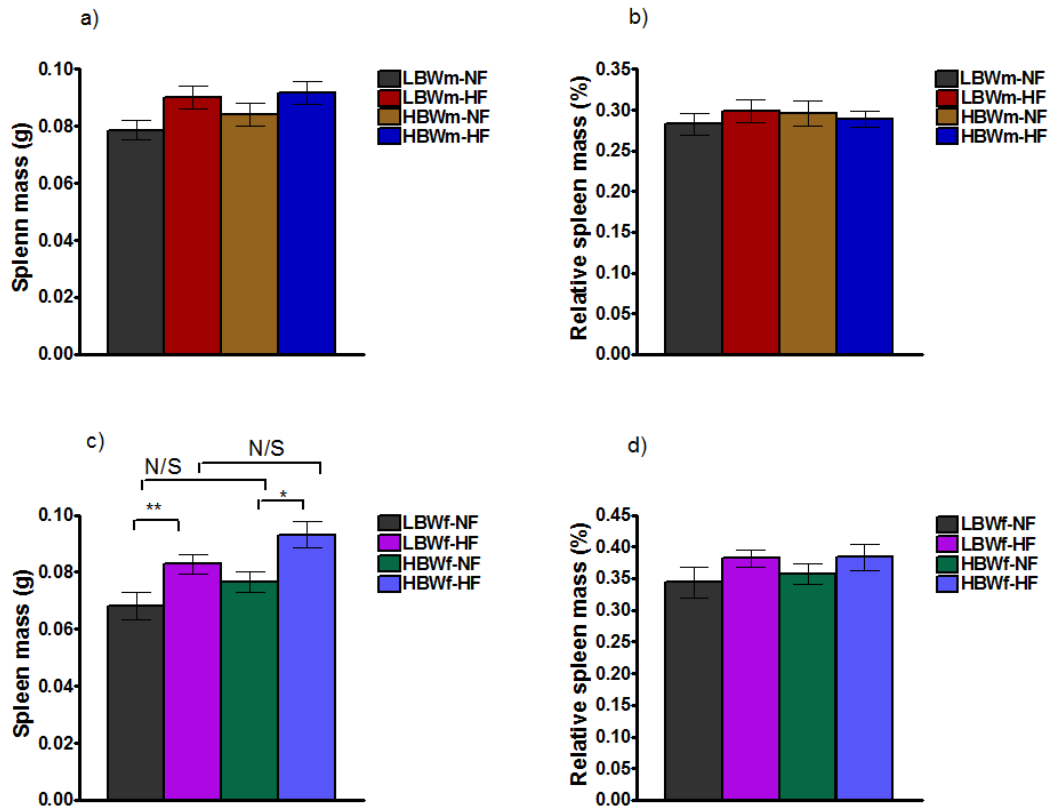 a)
Splenn mass (g)
0.10
0.08
0.06
0.04
0.02
0.00
LBWm-NF
LBWm-HF
HBWm-NF
HBWm-HF
b)
Relative spleen mass (%)
0.35
0.30
0.25
0.20
0.15
0.10
0.05
0.00
LBWm-NF
LBWm-HF
HBWm-NF
HBWm-HF
c)
N/S
N/S
**
*
Spleen mass (g)
0.10
0.08
0.06
0.04
0.02
0.00
LBWf-NF
LBWf-HF
HBWf-NF
HBWf-HF
d)
Relative spleen mass (%)
0.45
0.40
0.35
0.30
0.25
0.20
0.15
0.10
0.05
0.00
LBWf-NF
LBWf-HF
HBWf-NF
HBWf-HF